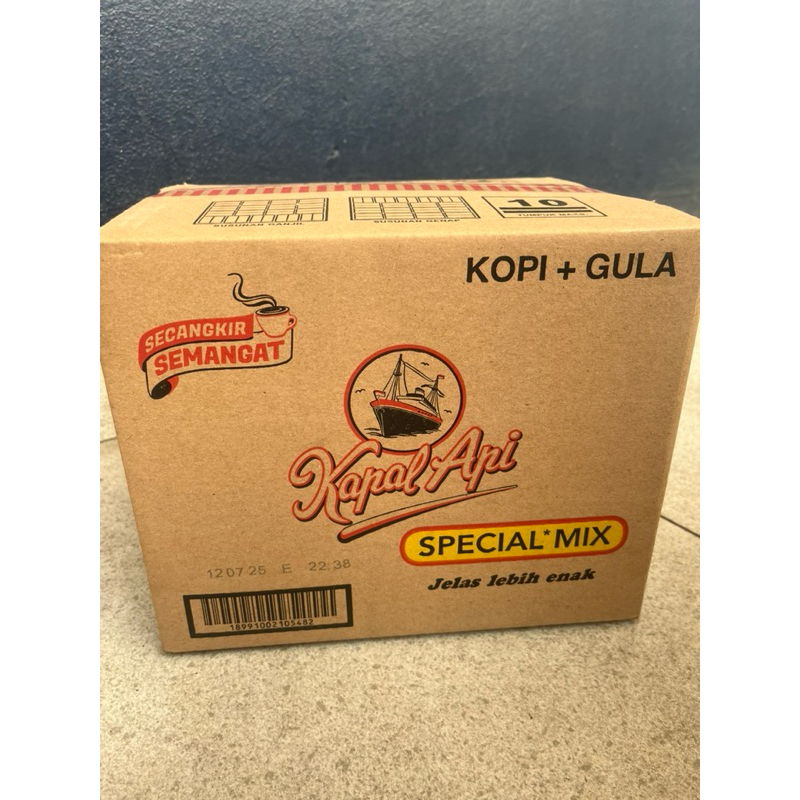 SUSUNAN GANJIL
SUSUNAN GENAP
10
TUMPUK MAKS
KOPI + GULA
SECANGKIR
SEMANGAT
Kapal Api
SPECIAL* MIX
Jelas lebih enak
120725 E 22:38
18991002105482